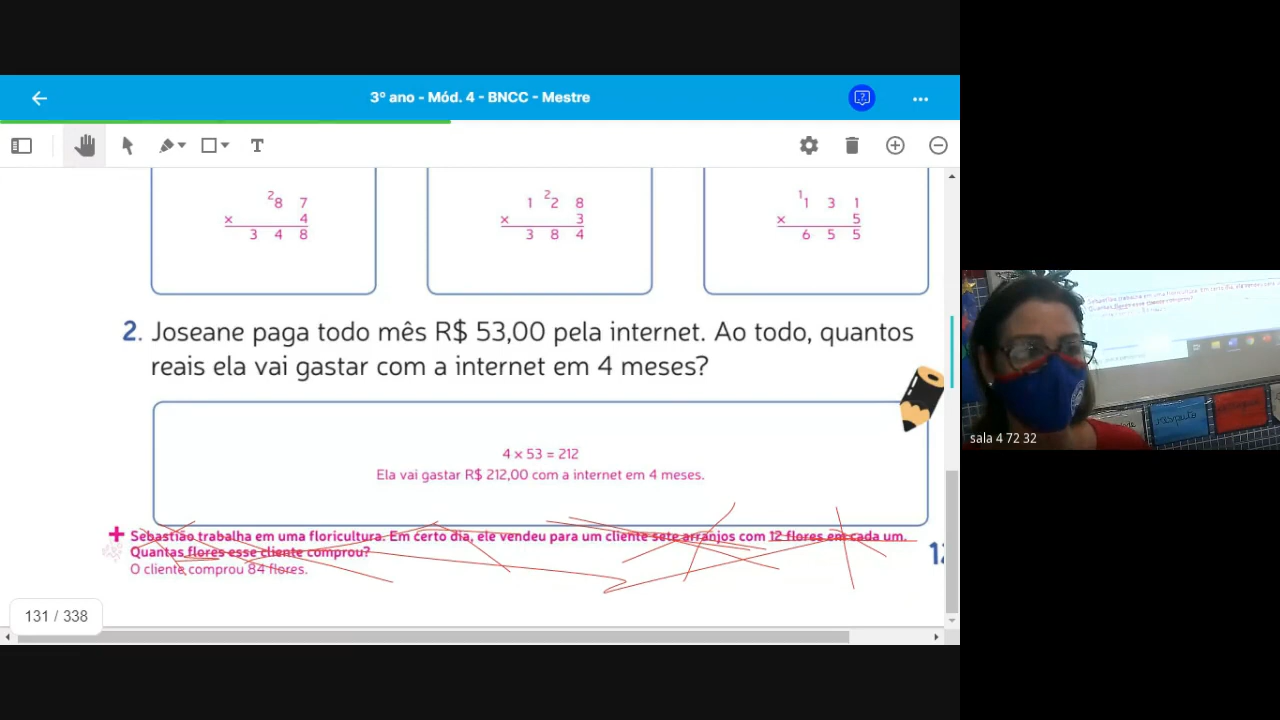 3º ano - Mód. 4 - BNCC - Mestre
T
²8 7
× 4
3 4 8
1 ²2 8
× 3
3 8 4
¹1 3 1
× 5
6 5 5
2. Joseane paga todo mês R$ 53,00 pela internet. Ao todo, quantos
reais ela vai gastar com a internet em 4 meses?
4 × 53 = 212
Ela vai gastar R$ 212,00 com a internet em 4 meses.
+ Sebastião trabalha em uma floricultura. Em certo dia, ele vendeu para um cliente sete arranjos com 12 flores em cada um.
Quantas flores esse cliente comprou?
O cliente comprou 84 flores.
131 / 338
sala 4 72 32